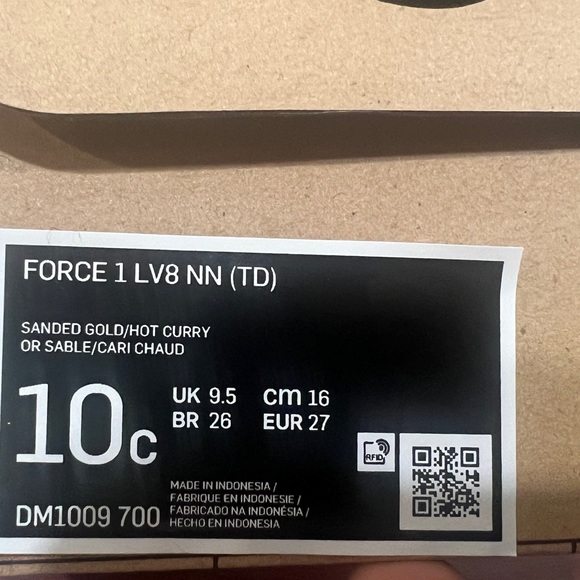 FORCE 1 LV8 NN (TD)
SANDED GOLD/HOT CURRY
OR SABLE/CARI CHAUD
10C
UK 9.5 cm 16
BR 26 EUR 27
RFID
MADE IN INDONESIA /
FABRIQUE EN INDONESIE /
FABRICADO NA INDONÉSIA /
HECHO EN INDONESIA
DM1009 700